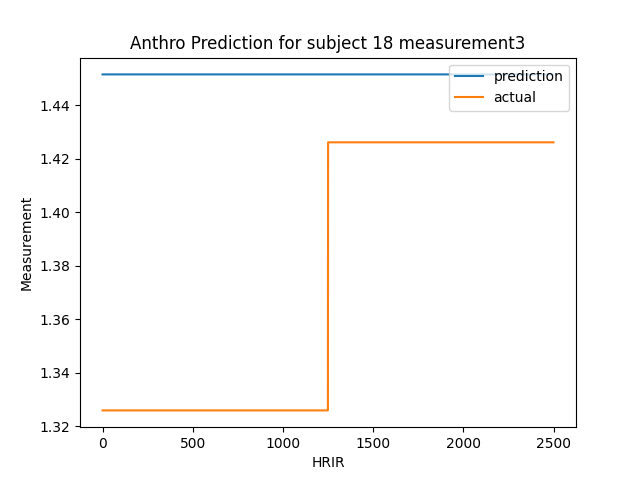 Anthro Prediction for subject 18 measurement3
prediction
actual
1.44
1.42
1.40
1.38
1.36
1.34
1.32
Measurement
0 500 1000 1500 2000 2500
HRIR